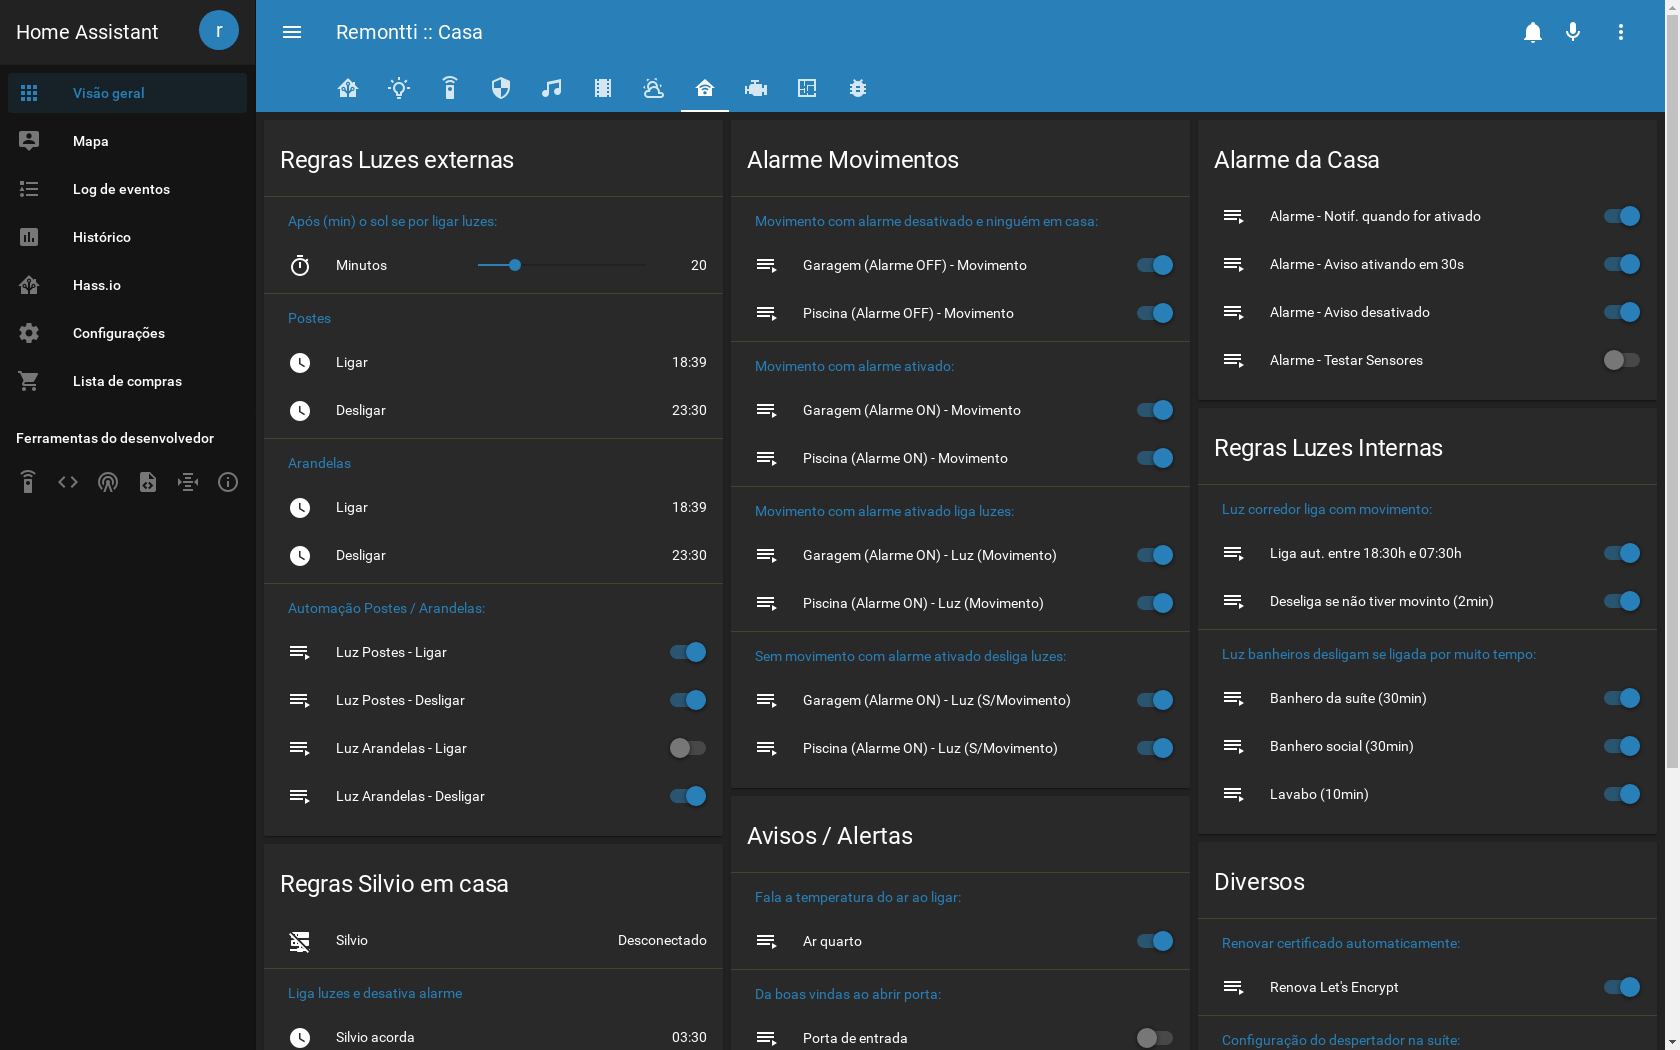 Home Assistant
r
Visão geral
Mapa
Log de eventos
Histórico
Hass.io
Configurações
Lista de compras
Ferramentas do desenvolvedor
Remontti :: Casa
Regras Luzes externas
Após (min) o sol se por ligar luzes:
Minutos 20
Postes
Ligar 18:39
Desligar 23:30
Arandelas
Ligar 18:39
Desligar 23:30
Automação Postes / Arandelas:
Luz Postes - Ligar
Luz Postes - Desligar
Luz Arandelas - Ligar
Luz Arandelas - Desligar
Regras Silvio em casa
Silvio Desconectado
Liga luzes e desativa alarme
Silvio acorda 03:30
Alarme Movimentos
Movimento com alarme desativado e ninguém em casa:
Garagem (Alarme OFF) - Movimento
Piscina (Alarme OFF) - Movimento
Movimento com alarme ativado:
Garagem (Alarme ON) - Movimento
Piscina (Alarme ON) - Movimento
Movimento com alarme ativado liga luzes:
Garagem (Alarme ON) - Luz (Movimento)
Piscina (Alarme ON) - Luz (Movimento)
Sem movimento com alarme ativado desliga luzes:
Garagem (Alarme ON) - Luz (S/Movimento)
Piscina (Alarme ON) - Luz (S/Movimento)
Avisos / Alertas
Fala a temperatura do ar ao ligar:
Ar quarto
Da boas vindas ao abrir porta:
Porta de entrada
Alarme da Casa
Alarme - Notif. quando for ativado
Alarme - Aviso ativando em 30s
Alarme - Aviso desativado
Alarme - Testar Sensores
Regras Luzes Internas
Luz corredor liga com movimento:
Liga aut. entre 18:30h e 07:30h
Deseliga se não tiver movinto (2min)
Luz banheiros desligam se ligada por muito tempo:
Banhero da suíte (30min)
Banhero social (30min)
Lavabo (10min)
Diversos
Renovar certificado automaticamente:
Renova Let's Encrypt
Configuração do despertador na suíte: